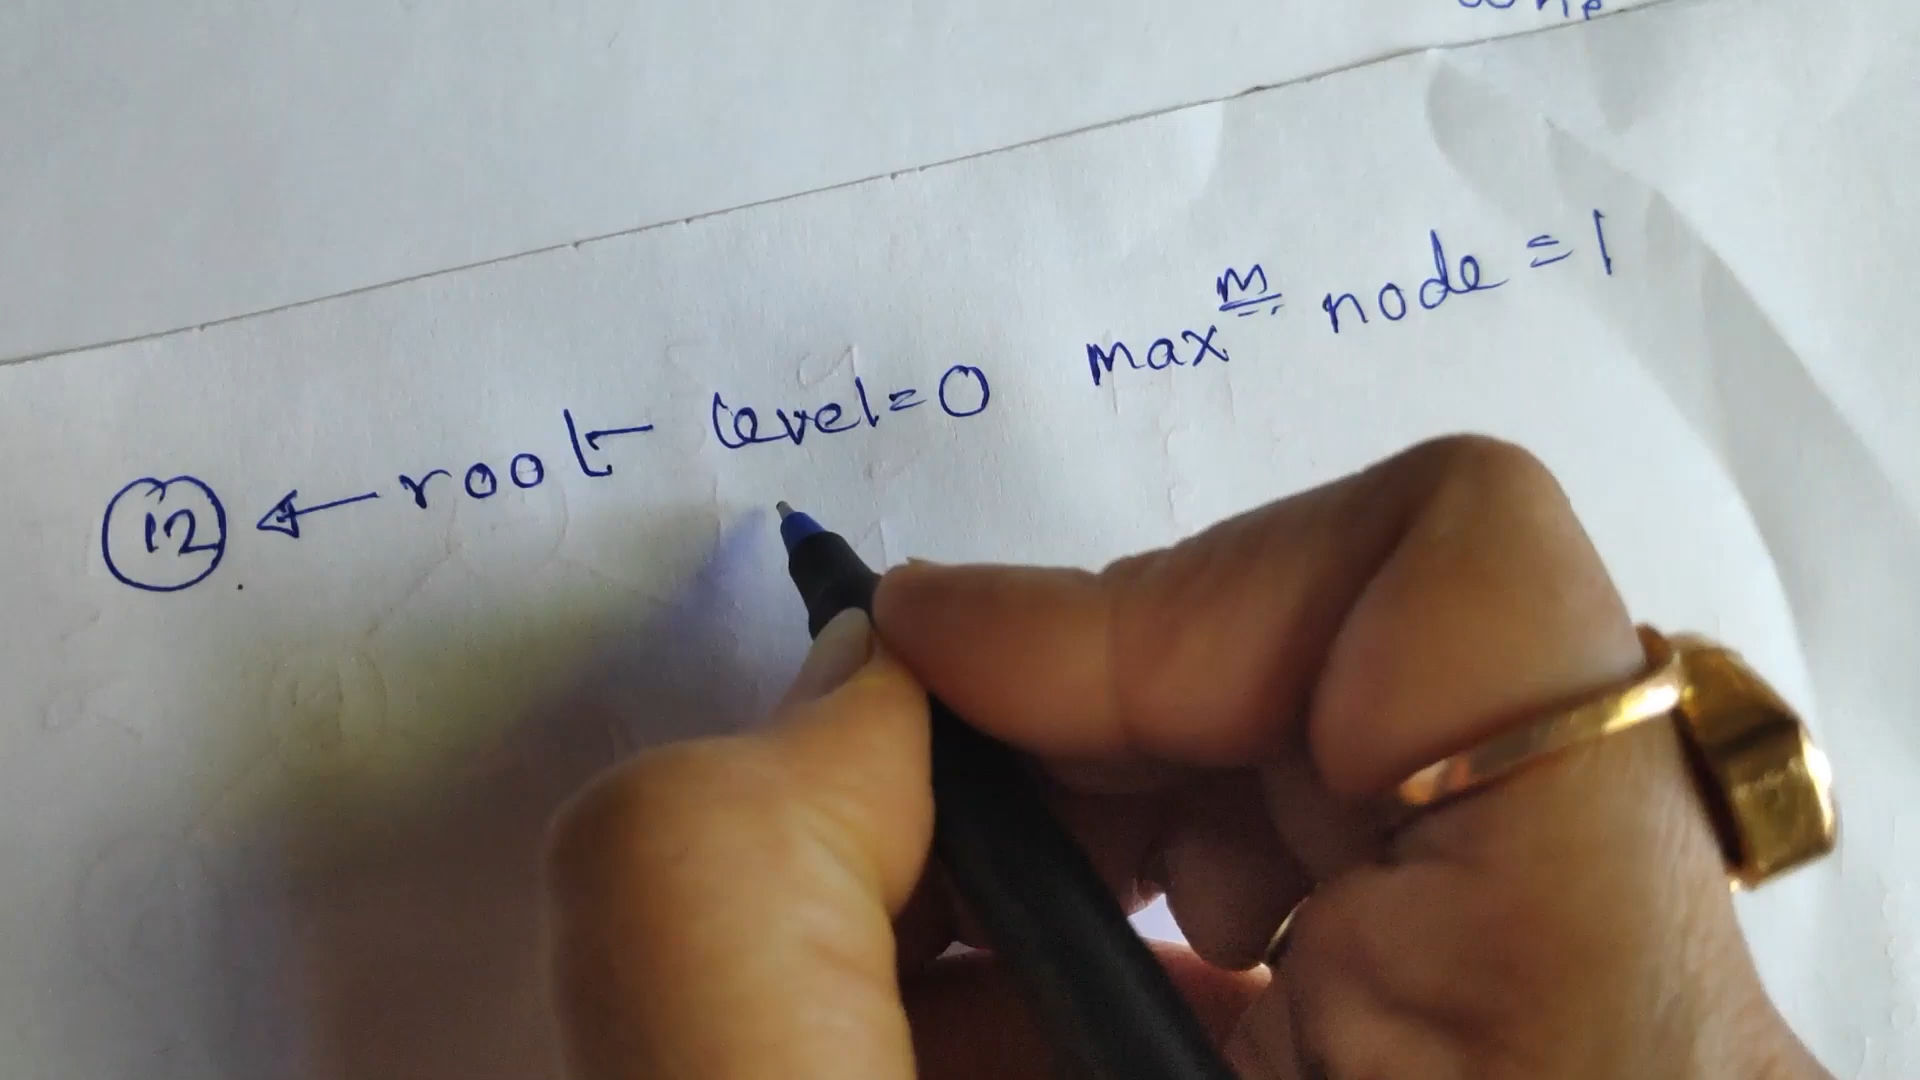 12 ← root ← level=0 maxᵐ node = 1